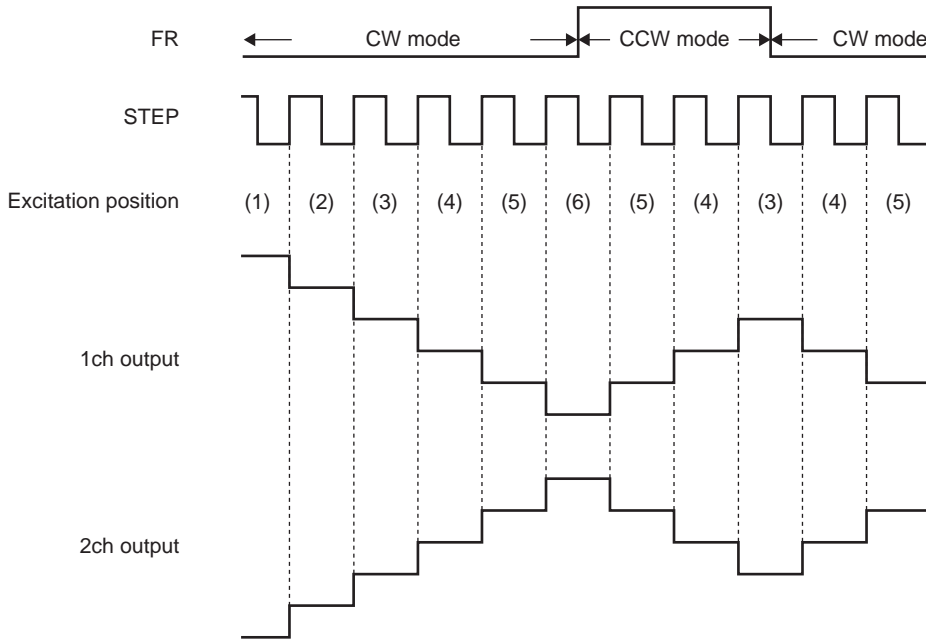 FR CW mode CCW mode CW mode
STEP
Excitation position (1) (2) (3) (4) (5) (6) (5) (4) (3) (4) (5)
1ch output
2ch output